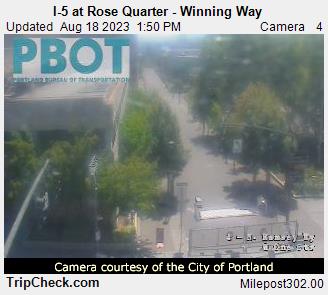 I-5 at Rose Quarter - Winning Way
Updated Aug 18 2023 1:50 PM Camera 4
PBOT
PORTLAND BUREAU OF TRANSPORTATION
Camera courtesy of the City of Portland
TripCheck.com Milepost302.00